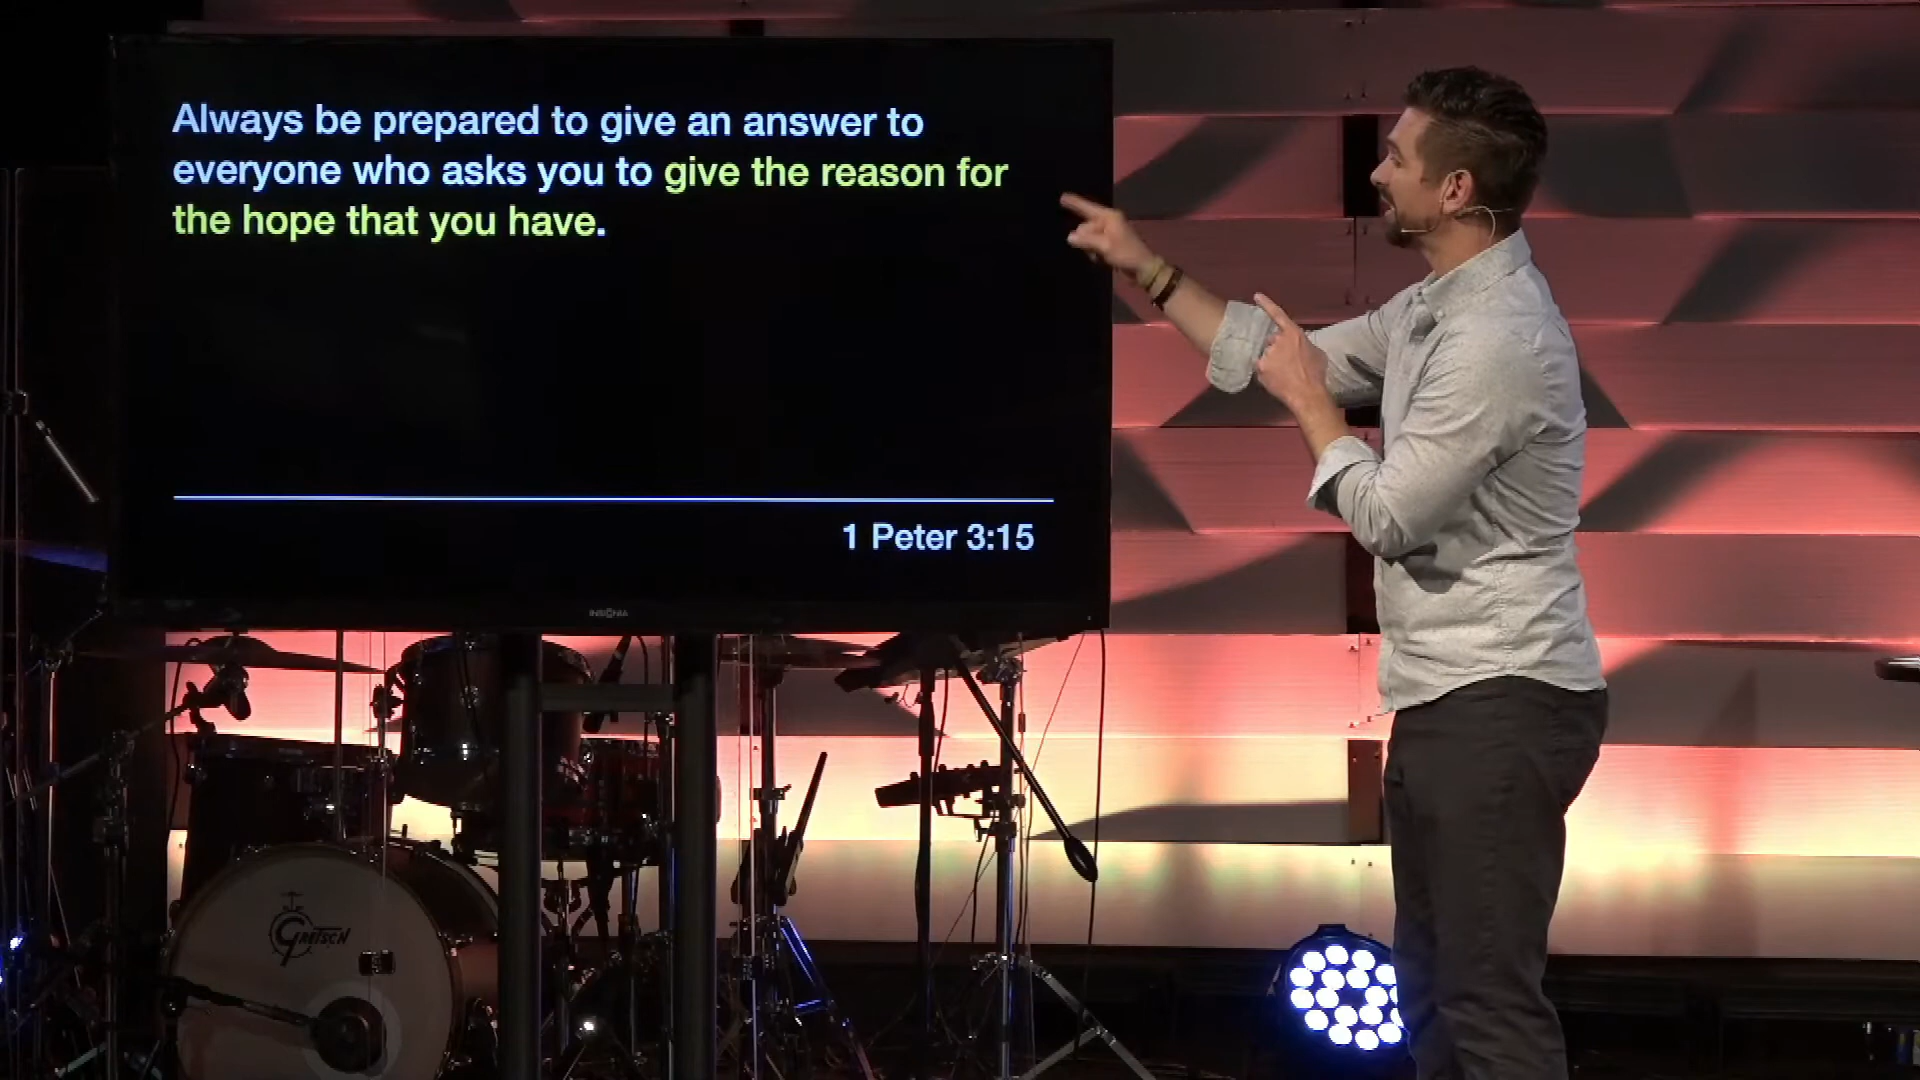 Always be prepared to give an answer to
everyone who asks you to give the reason for
the hope that you have.
1 Peter 3:15
INSIGNIA
GRETSCH